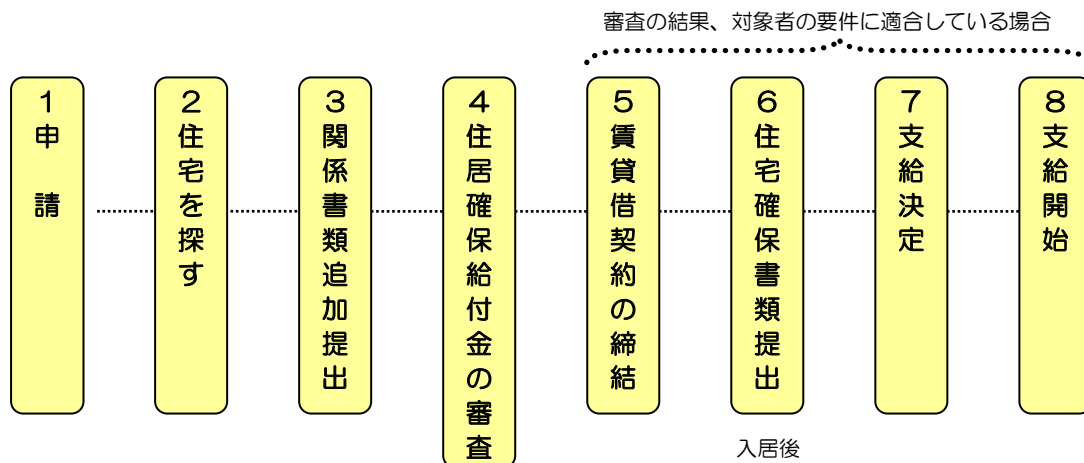 審査の結果、対象者の要件に適合している場合
1申請
2住宅を探す
3関係書類追加提出
4住居確保給付金の審査
5賃貸借契約の締結
6住宅確保書類提出
7支給決定
8支給開始
入居後